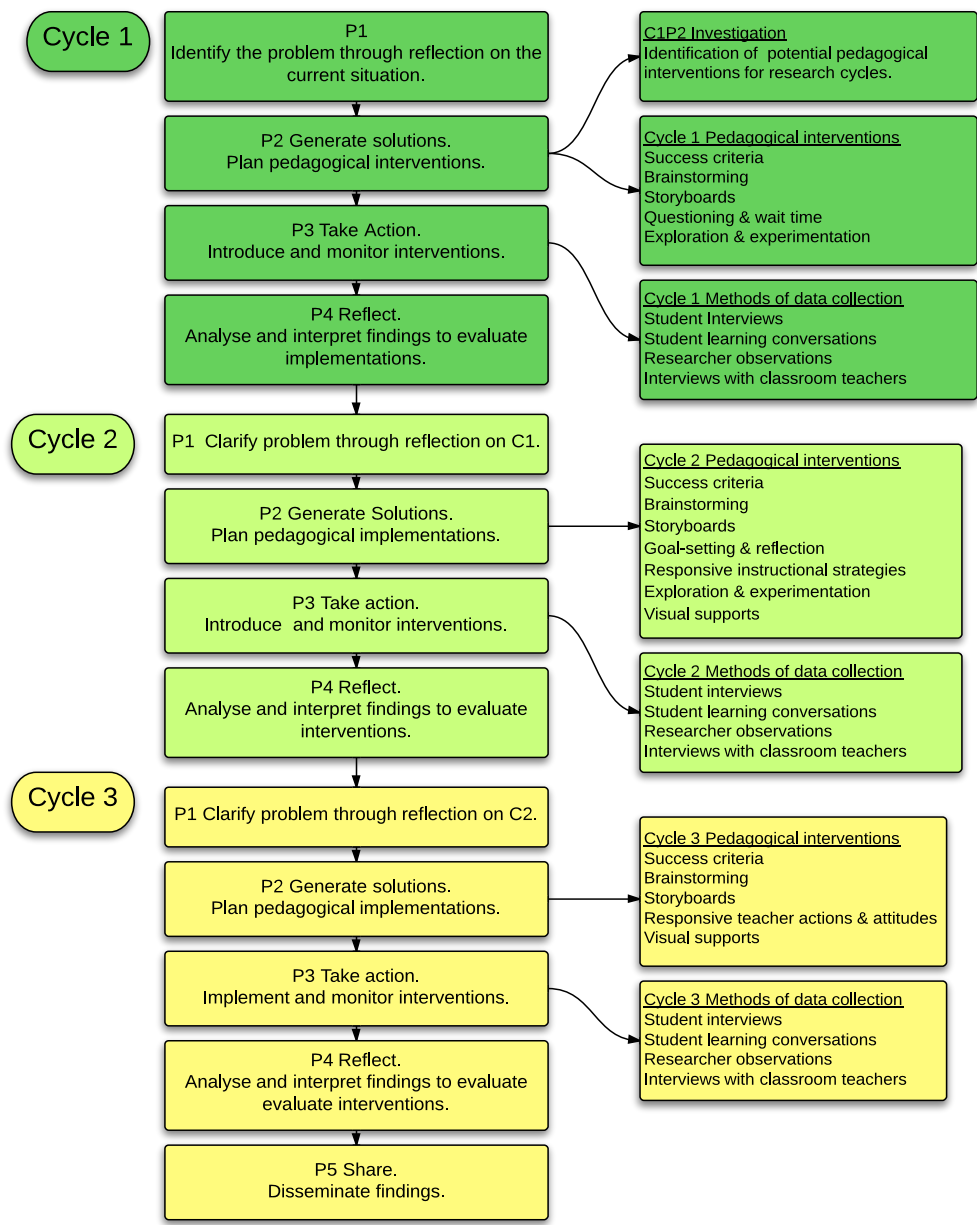 Cycle 1
P1
Identify the problem through reflection on the
current situation.
C1P2 Investigation
Identification of  potential pedagogical
interventions for research cycles.
P2 Generate solutions.
Plan pedagogical interventions.
Cycle 1 Pedagogical interventions
Success criteria
Brainstorming
Storyboards
Questioning & wait time
Exploration & experimentation
P3 Take Action.
Introduce and monitor interventions.
Cycle 1 Methods of data collection
Student Interviews
Student learning conversations
Researcher observations
Interviews with classroom teachers
P4 Reflect.
Analyse and interpret findings to evaluate
implementations.
Cycle 2
P1  Clarify problem through reflection on C1.
P2 Generate Solutions.
Plan pedagogical implementations.
Cycle 2 Pedagogical interventions
Success criteria
Brainstorming
Storyboards
Goal-setting & reflection
Responsive instructional strategies
Exploration & experimentation
Visual supports
P3 Take action.
Introduce  and monitor interventions.
Cycle 2 Methods of data collection
Student interviews
Student learning conversations
Researcher observations
Interviews with classroom teachers
P4 Reflect.
Analyse and interpret findings to evaluate
interventions.
Cycle 3
P1 Clarify problem through reflection on C2.
P2 Generate solutions.
Plan pedagogical implementations.
Cycle 3 Pedagogical interventions
Success criteria
Brainstorming
Storyboards
Responsive teacher actions & attitudes
Visual supports
P3 Take action.
Implement and monitor interventions.
Cycle 3 Methods of data collection
Student interviews
Student learning conversations
Researcher observations
Interviews with classroom teachers
P4 Reflect.
Analyse and interpret findings to evaluate
evaluate interventions.
P5 Share.
Disseminate findings.